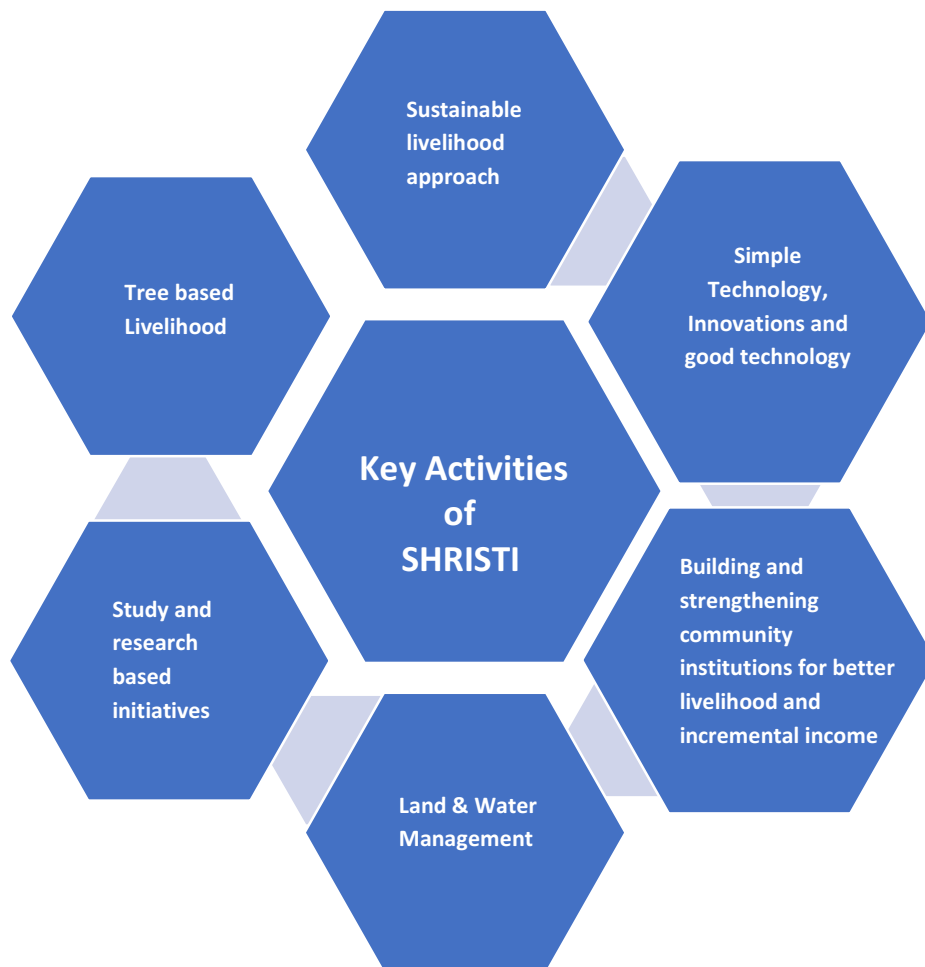 Sustainable
livelihood
approach
Simple
Technology,
Innovations and
good technology
Tree based
Livelihood
Key Activities
of
SHRISTI
Building and
strengthening
community
institutions for better
livelihood and
incremental income
Study and
research
based
initiatives
Land & Water
Management